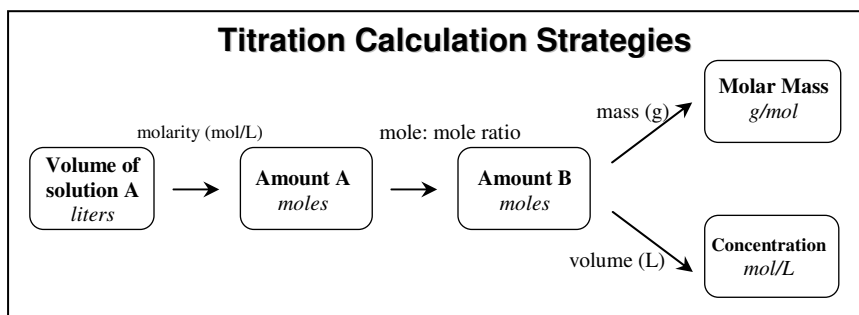 Titration Calculation Strategies
molarity (mol/L)
mole: mole ratio
mass (g)
Molar Mass
g/mol
Volume of
solution A
liters
Amount A
moles
Amount B
moles
volume (L)
Concentration
mol/L